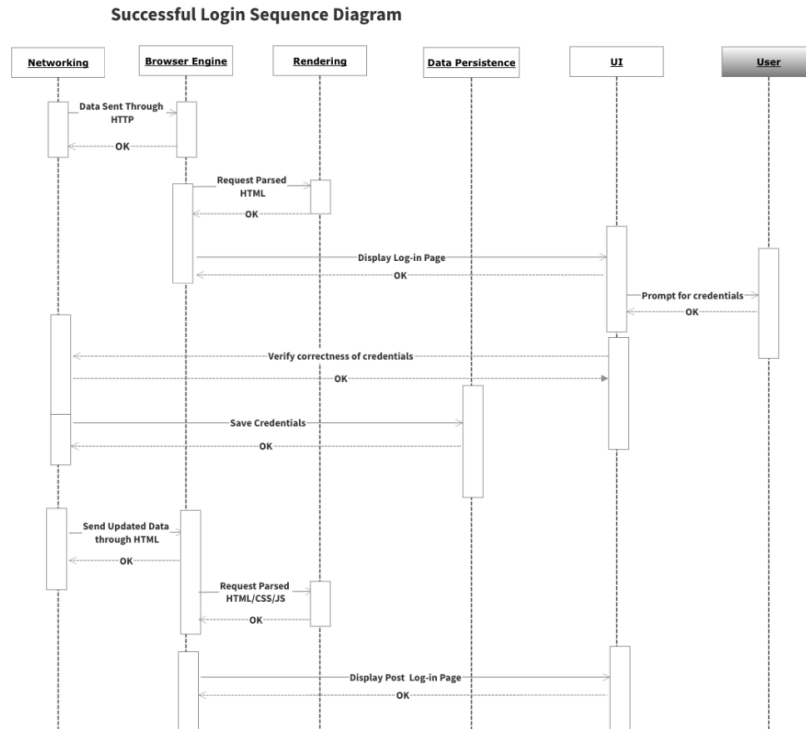 Successful Login Sequence Diagram
Networking
Browser Engine
Rendering
Data Persistence
UI
User
Data Sent Through
HTTP
OK
Request Parsed
HTML
OK
Display Log-in Page
OK
Prompt for credentials
OK
Verify correctness of credentials
OK
Save Credentials
OK
Send Updated Data
through HTML
OK
Request Parsed
HTML/CSS/JS
OK
Display Post Log-in Page
OK